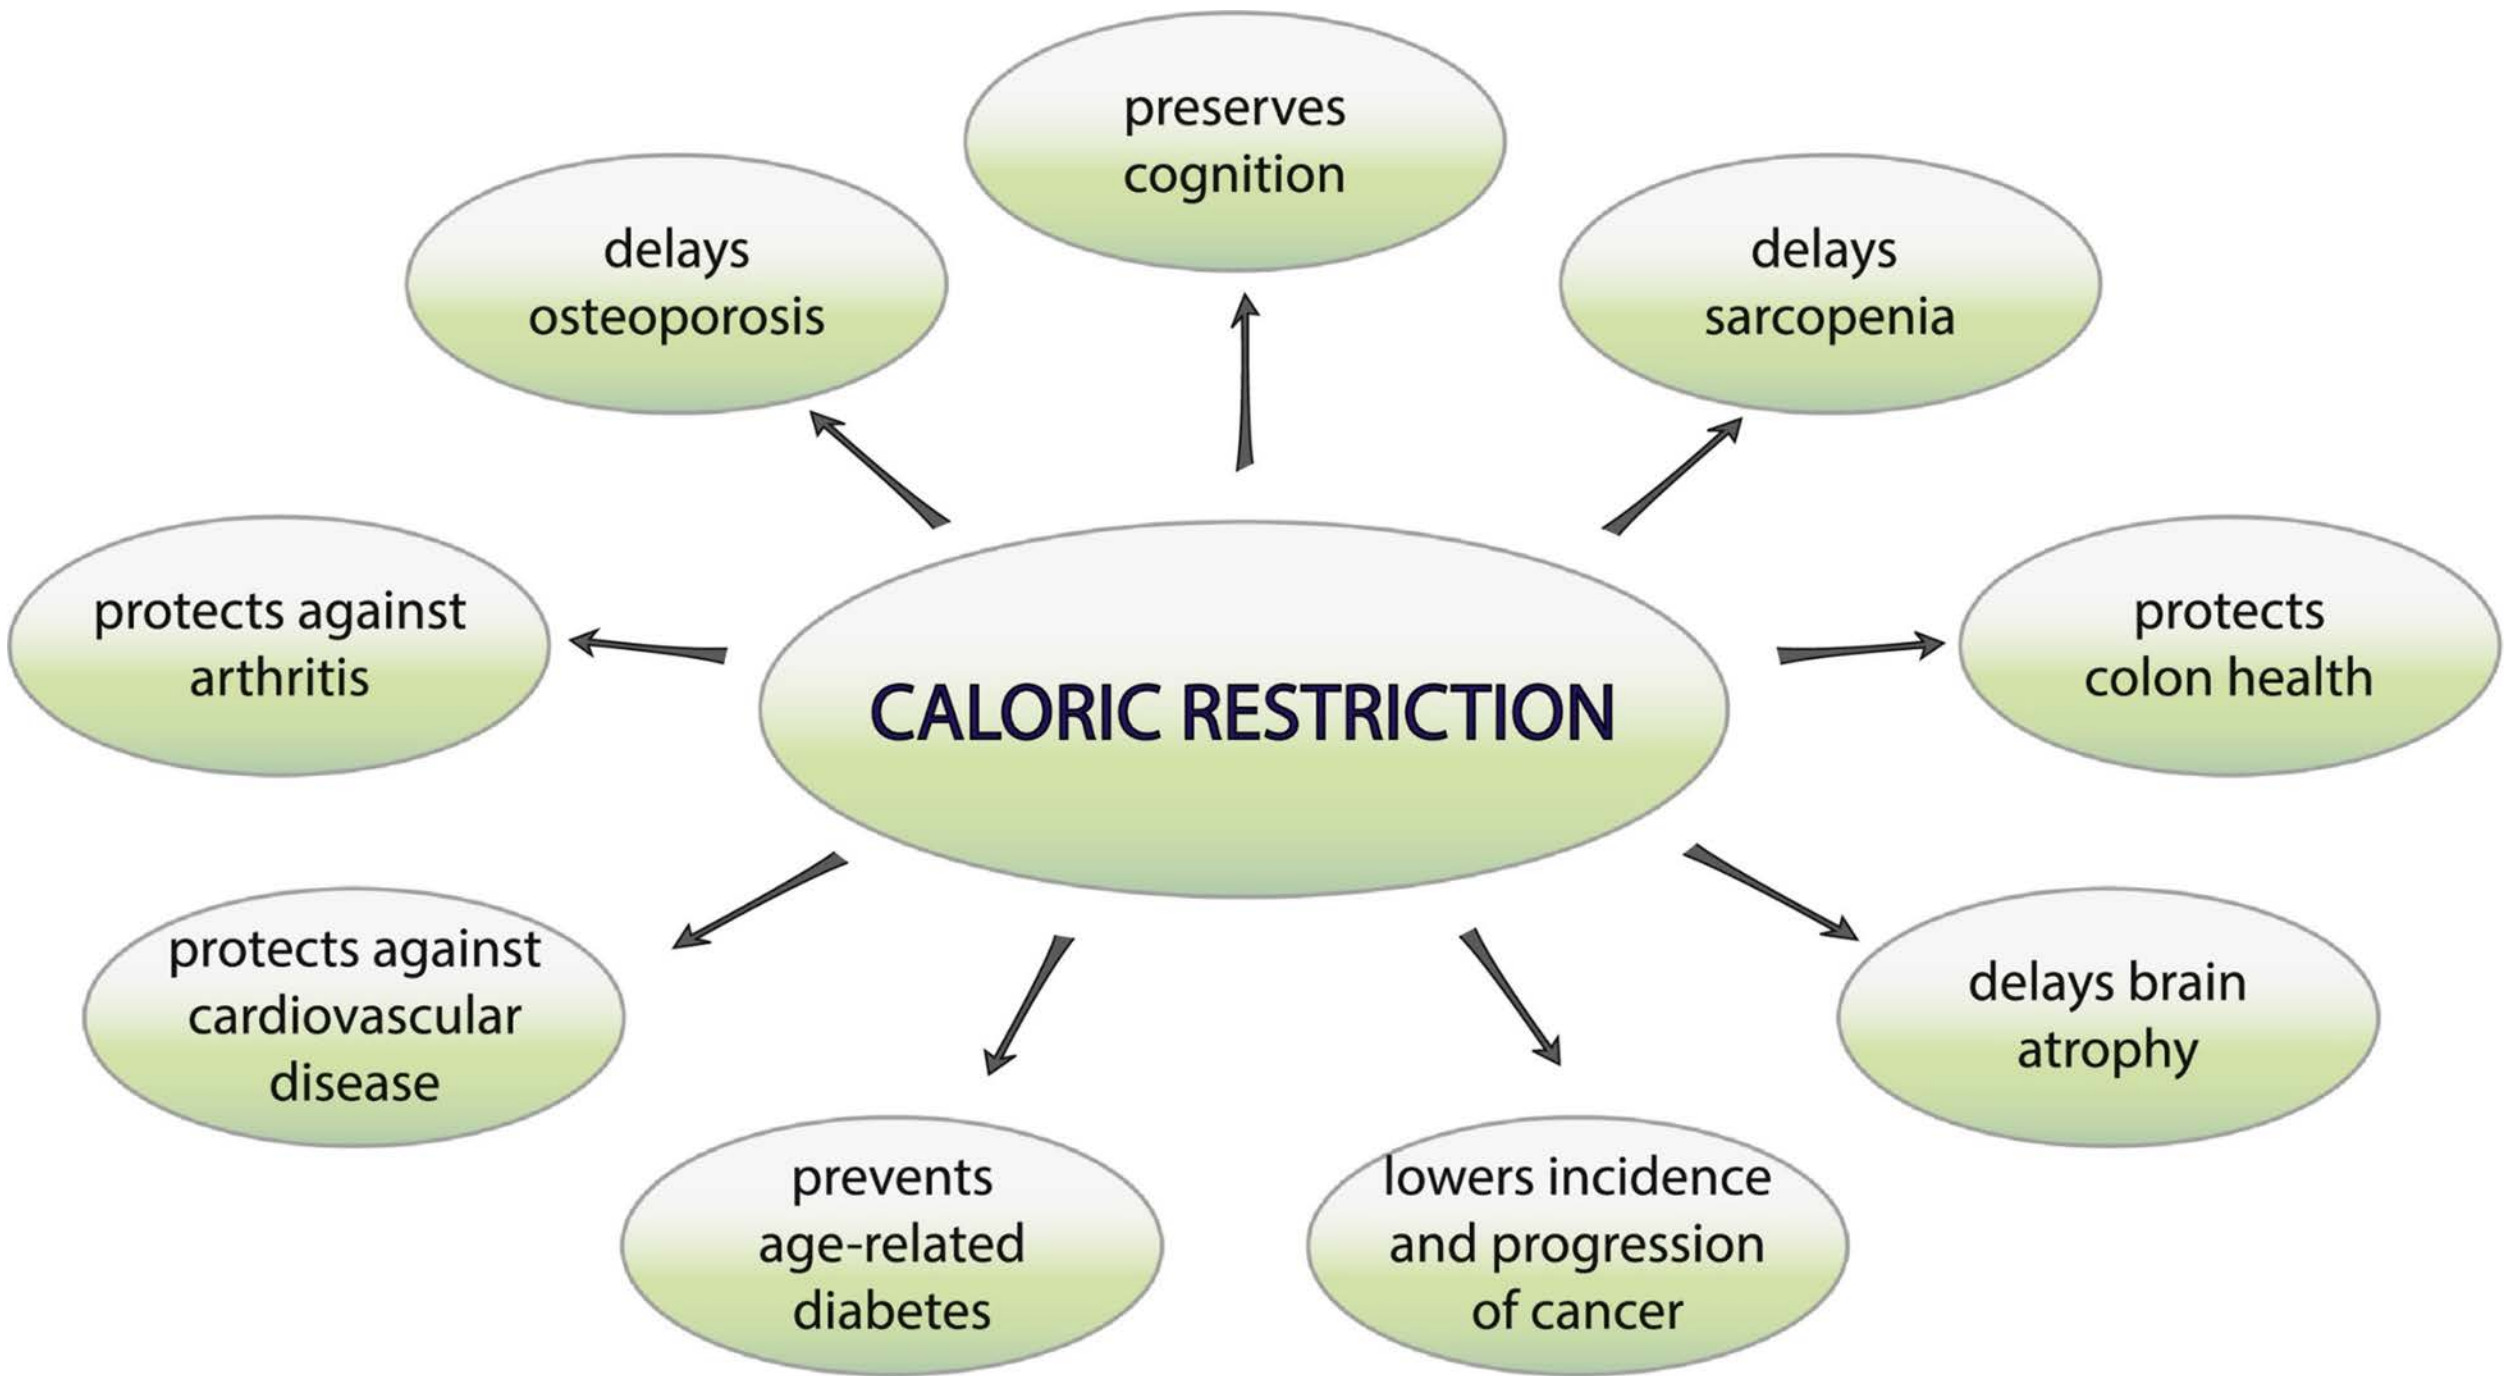 preserves
cognition
delays
osteoporosis
delays
sarcopenia
protects against
arthritis
CALORIC RESTRICTION
protects
colon health
protects against
cardiovascular
disease
delays brain
atrophy
prevents
age-related
diabetes
lowers incidence
and progression
of cancer